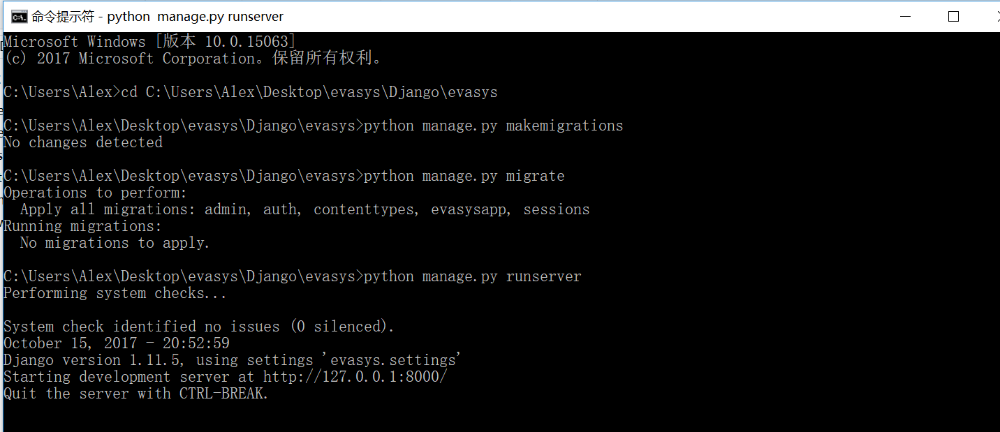 命令提示符 - python  manage.py runserver
Microsoft Windows [版本 10.0.15063]
(c) 2017 Microsoft Corporation。保留所有权利。
C:\Users\Alex>cd C:\Users\Alex\Desktop\evasys\Django\evasys
C:\Users\Alex\Desktop\evasys\Django\evasys>python manage.py makemigrations
No changes detected
C:\Users\Alex\Desktop\evasys\Django\evasys>python manage.py migrate
Operations to perform:
  Apply all migrations: admin, auth, contenttypes, evasysapp, sessions
Running migrations:
  No migrations to apply.
C:\Users\Alex\Desktop\evasys\Django\evasys>python manage.py runserver
Performing system checks...
System check identified no issues (0 silenced).
October 15, 2017 - 20:52:59
Django version 1.11.5, using settings 'evasys.settings'
Starting development server at http://127.0.0.1:8000/
Quit the server with CTRL-BREAK.